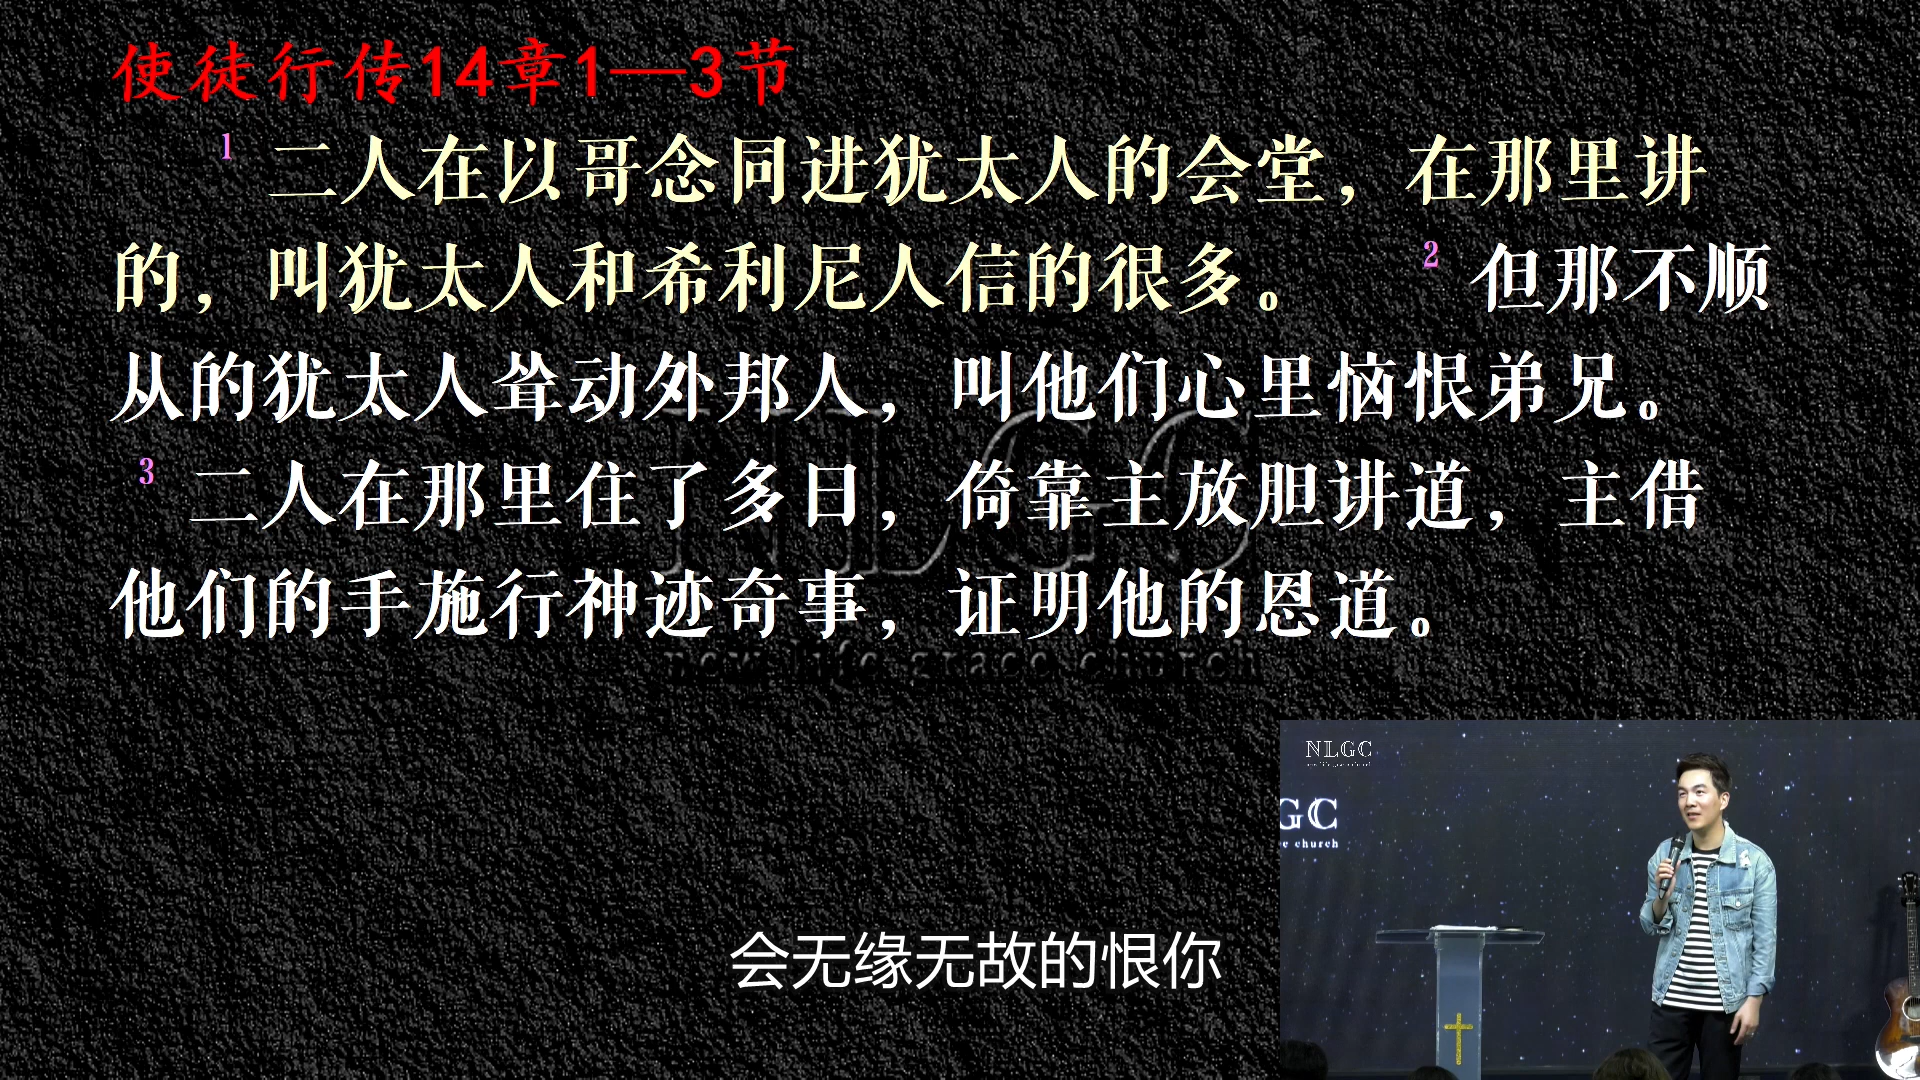 使徒行传14章1—3节
1 二人在以哥念同进犹太人的会堂，在那里讲
的，叫犹太人和希利尼人信的很多。 2 但那不顺
从的犹太人耸动外邦人，叫他们心里恼恨弟兄。
3 二人在那里住了多日，倚靠主放胆讲道，主借
他们的手施行神迹奇事，证明他的恩道。
NLGC
new life grace church
NLGC
GC
church
会无缘无故的恨你